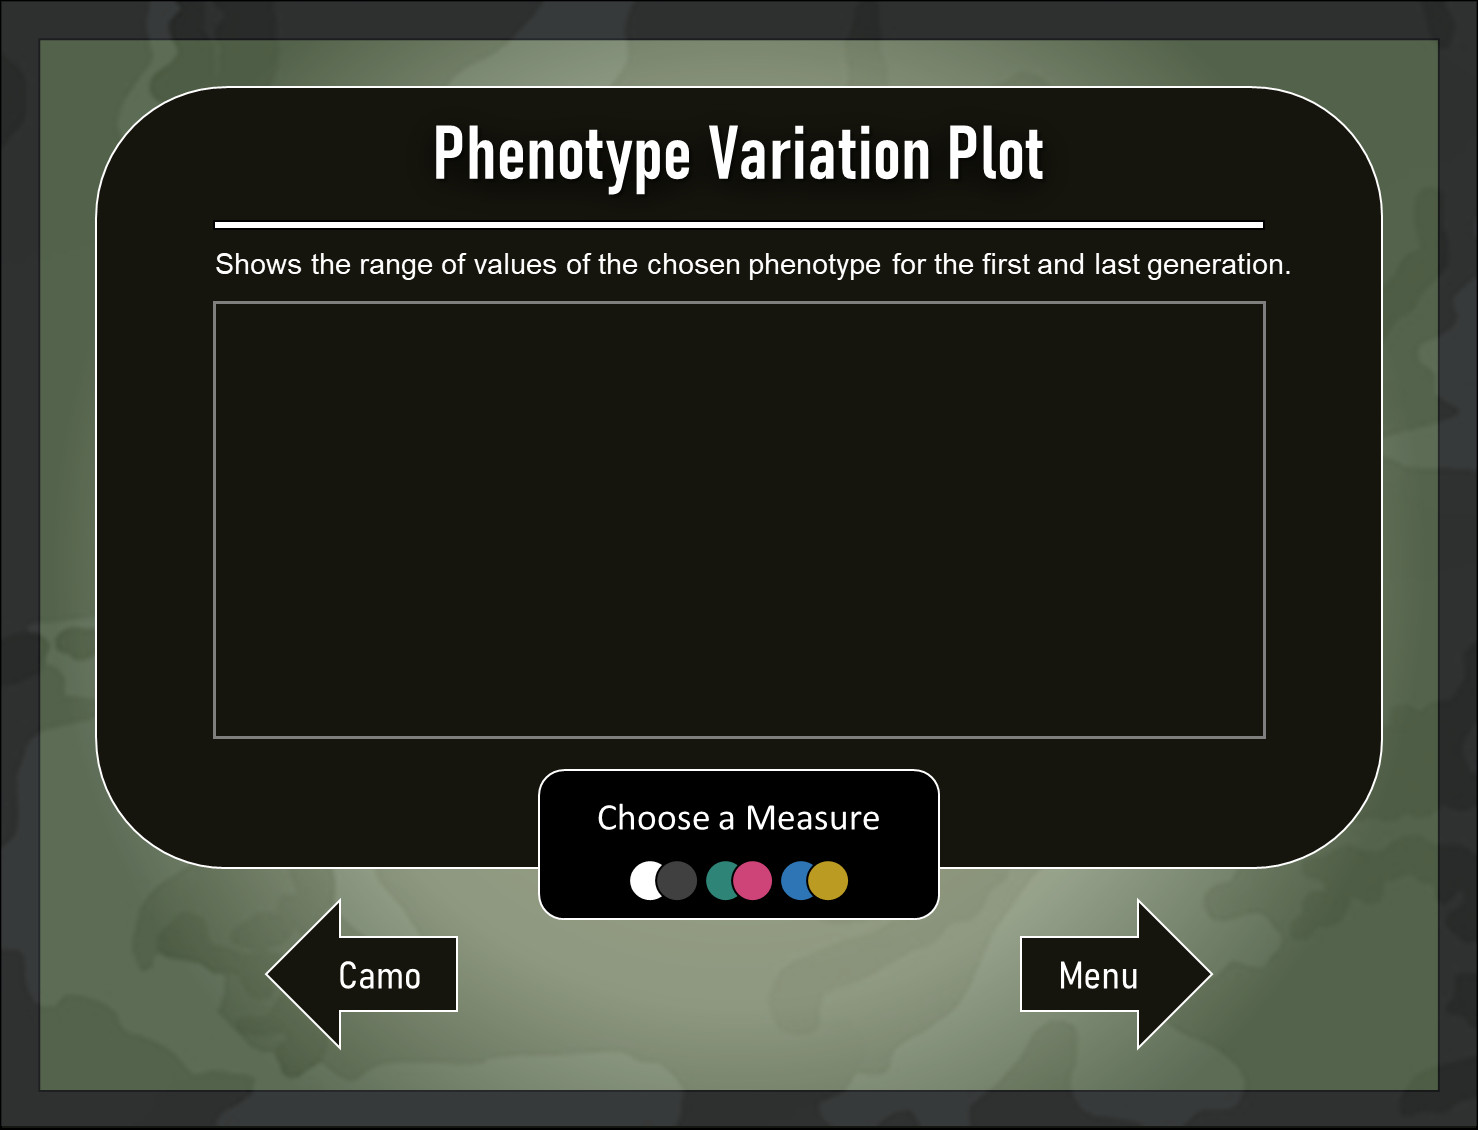 Phenotype Variation Plot
Shows the range of values of the chosen phenotype for the first and last generation.
Choose a Measure
Camo
Menu